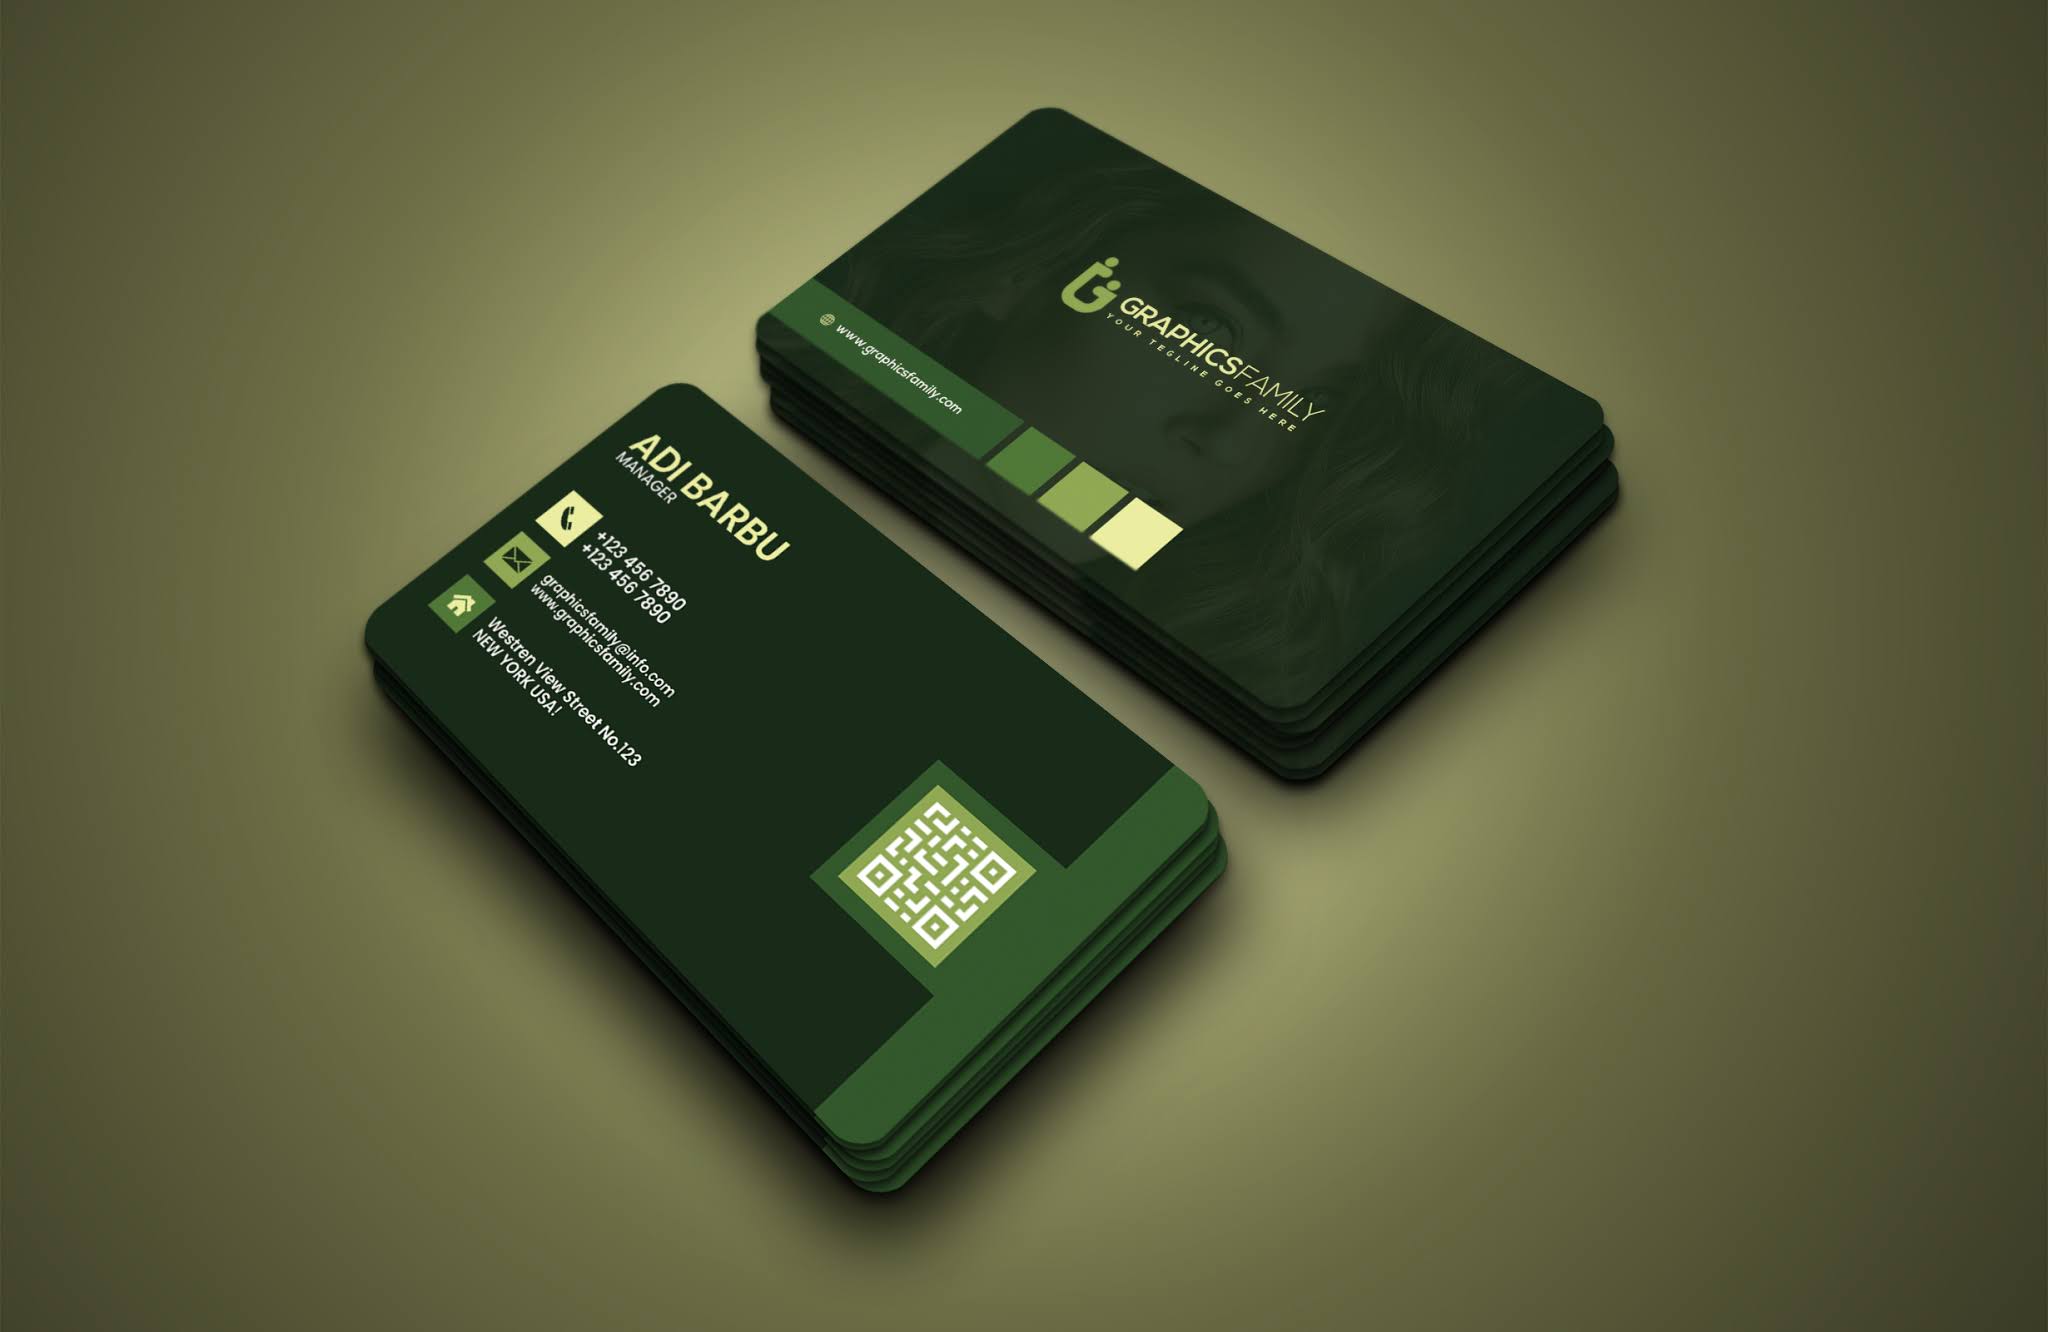 GRAPHICSFAMILY
YOUR TEGLINE GOES HERE
www.graphicsfamily.com
ADI BARBU
MANAGER
+123 456 7890
+123 456 7890
graphicsfamily@info.com
www.graphicsfamily.com
Westren View Street No.123
NEW YORK USA!